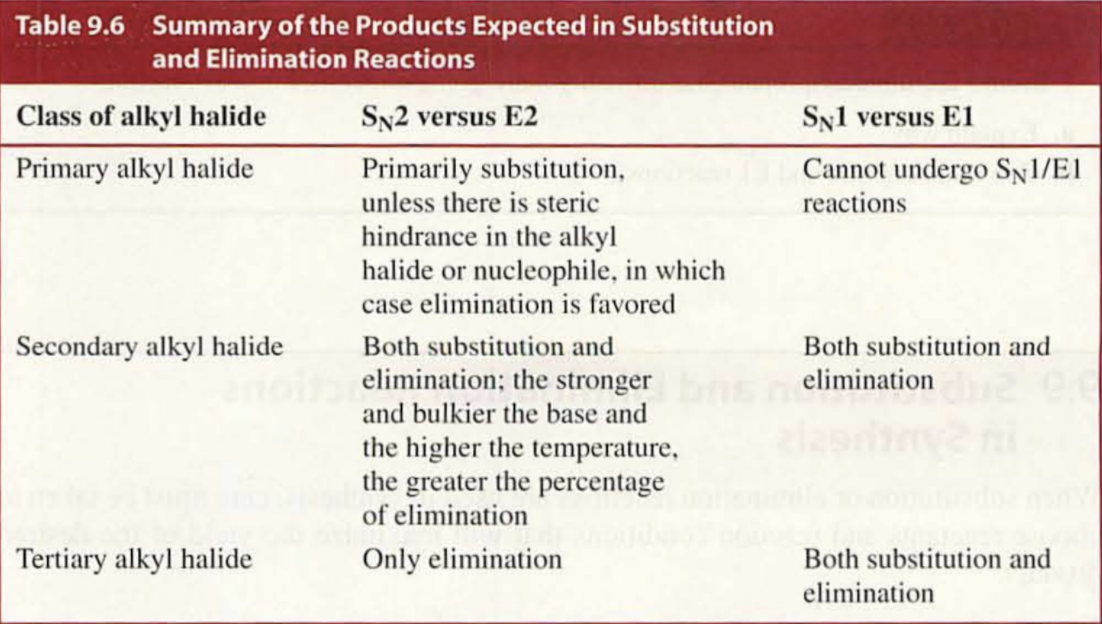 Table 9.6 Summary of the Products Expected in Substitution
and Elimination Reactions
Class of alkyl halide SN2 versus E2 SN1 versus E1
Primary alkyl halide Primarily substitution, Cannot undergo SN1/E1
unless there is steric reactions
hindrance in the alkyl
halide or nucleophile, in which
case elimination is favored
Secondary alkyl halide Both substitution and Both substitution and
elimination; the stronger elimination
and bulkier the base and
the higher the temperature,
the greater the percentage
of elimination
Tertiary alkyl halide Only elimination Both substitution and
elimination